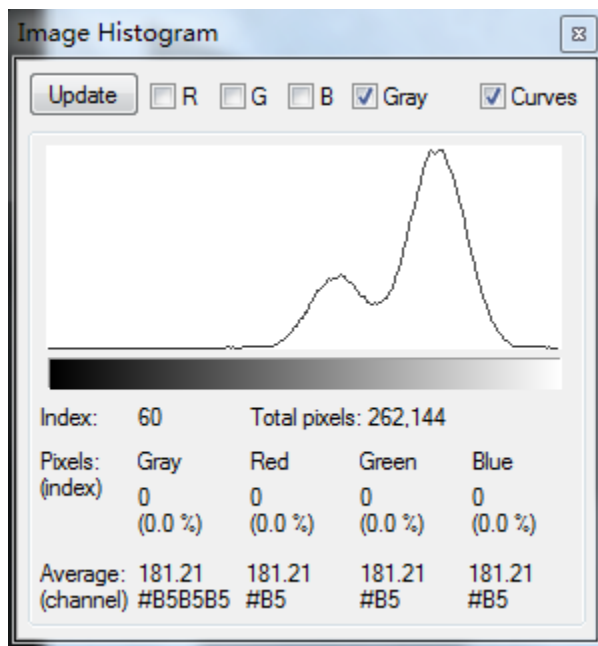 Image Histogram
Update R G B Gray Curves
Index: 60 Total pixels: 262,144
Pixels: Gray Red Green Blue
(index) 0 0 0 0
(0.0 %) (0.0 %) (0.0 %) (0.0 %)
Average: 181.21 181.21 181.21 181.21
(channel) #B5B5B5 #B5 #B5 #B5